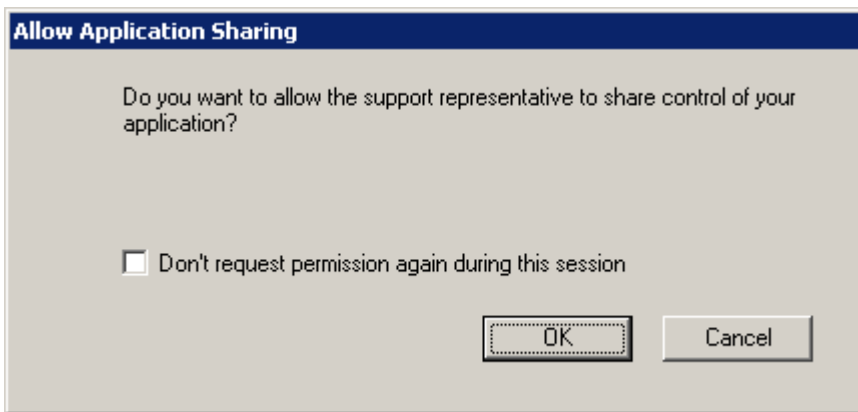 Allow Application Sharing
Do you want to allow the support representative to share control of your
application?
Don't request permission again during this session
OK
Cancel